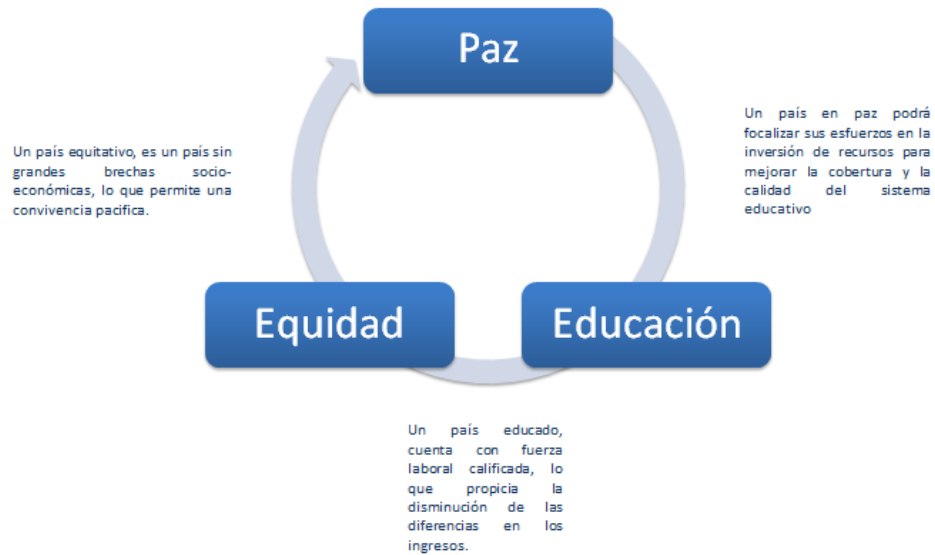 Paz
Un país en paz podrá
focalizar sus esfuerzos en la
inversión de recursos para
mejorar la cobertura y la
calidad del sistema
educativo
Un país equitativo, es un país sin
grandes brechas socio-
económicas, lo que permite una
convivencia pacifica.
Equidad
Educación
Un país educado,
cuenta con fuerza
laboral calificada, lo
que propicia la
disminución de las
diferencias en los
ingresos.